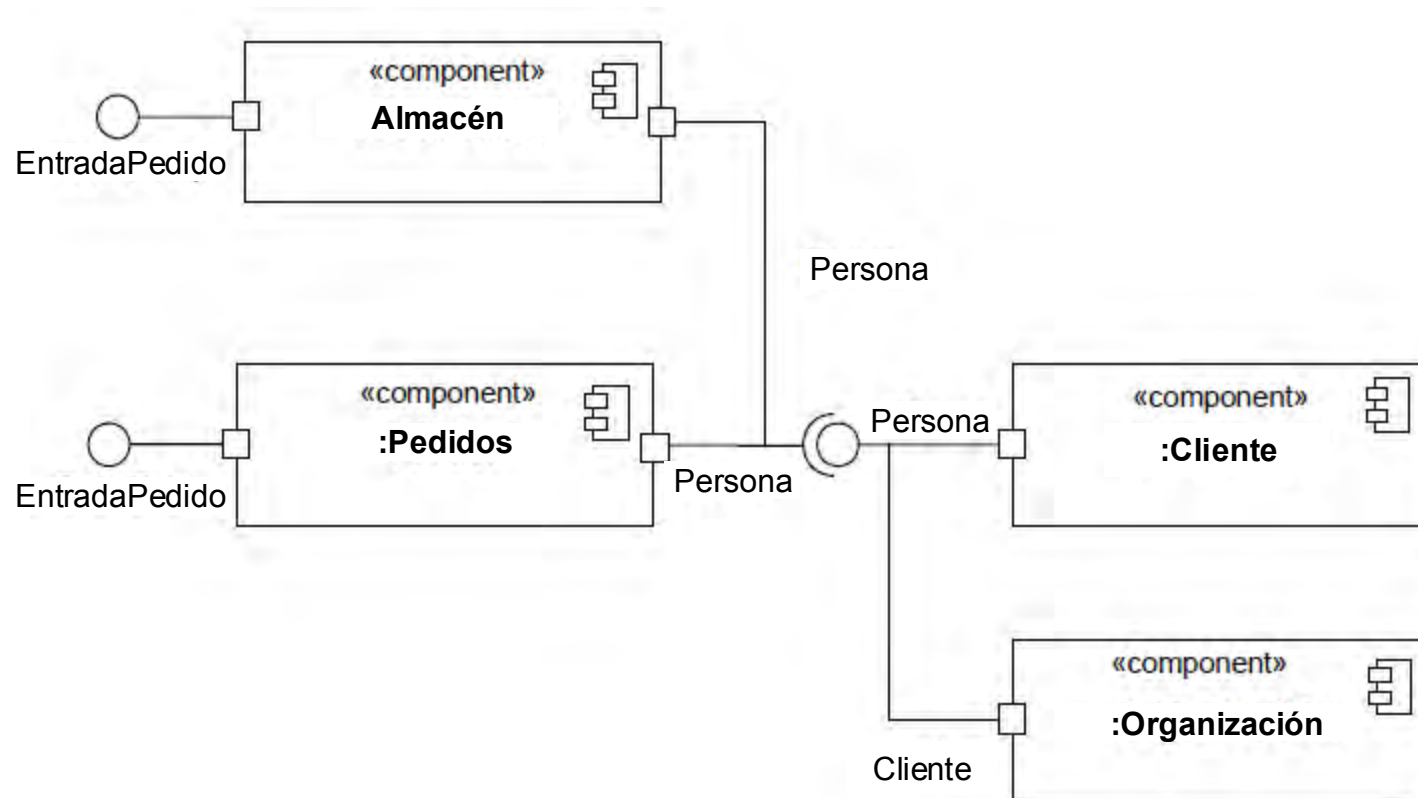 «component»
Almacén
EntradaPedido
Persona
«component»
:Pedidos
EntradaPedido
Persona
Persona
«component»
:Cliente
«component»
:Organización
Cliente